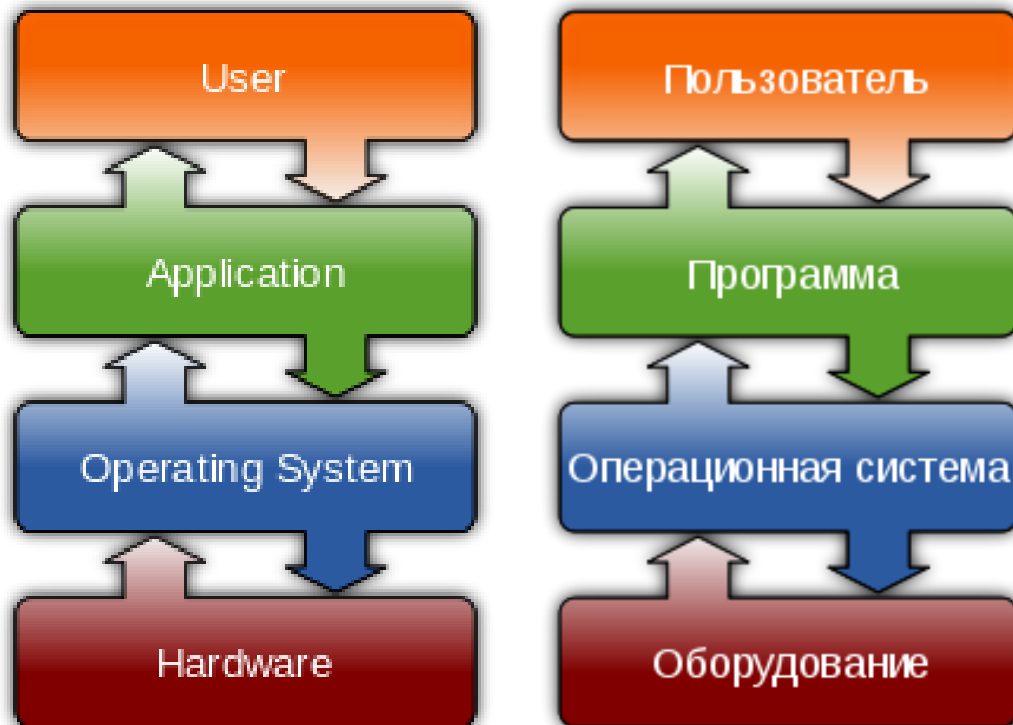 User
Application
Operating System
Hardware
Пользователь
Программа
Операционная система
Оборудование